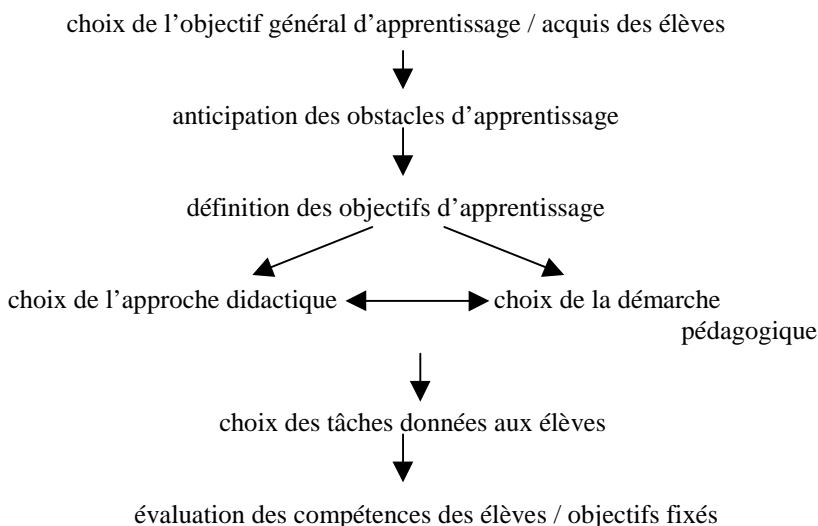 choix de l’objectif général d’apprentissage / acquis des élèves
anticipation des obstacles d’apprentissage
définition des objectifs d’apprentissage
choix de l’approche didactique choix de la démarche
pédagogique
choix des tâches données aux élèves
évaluation des compétences des élèves / objectifs fixés